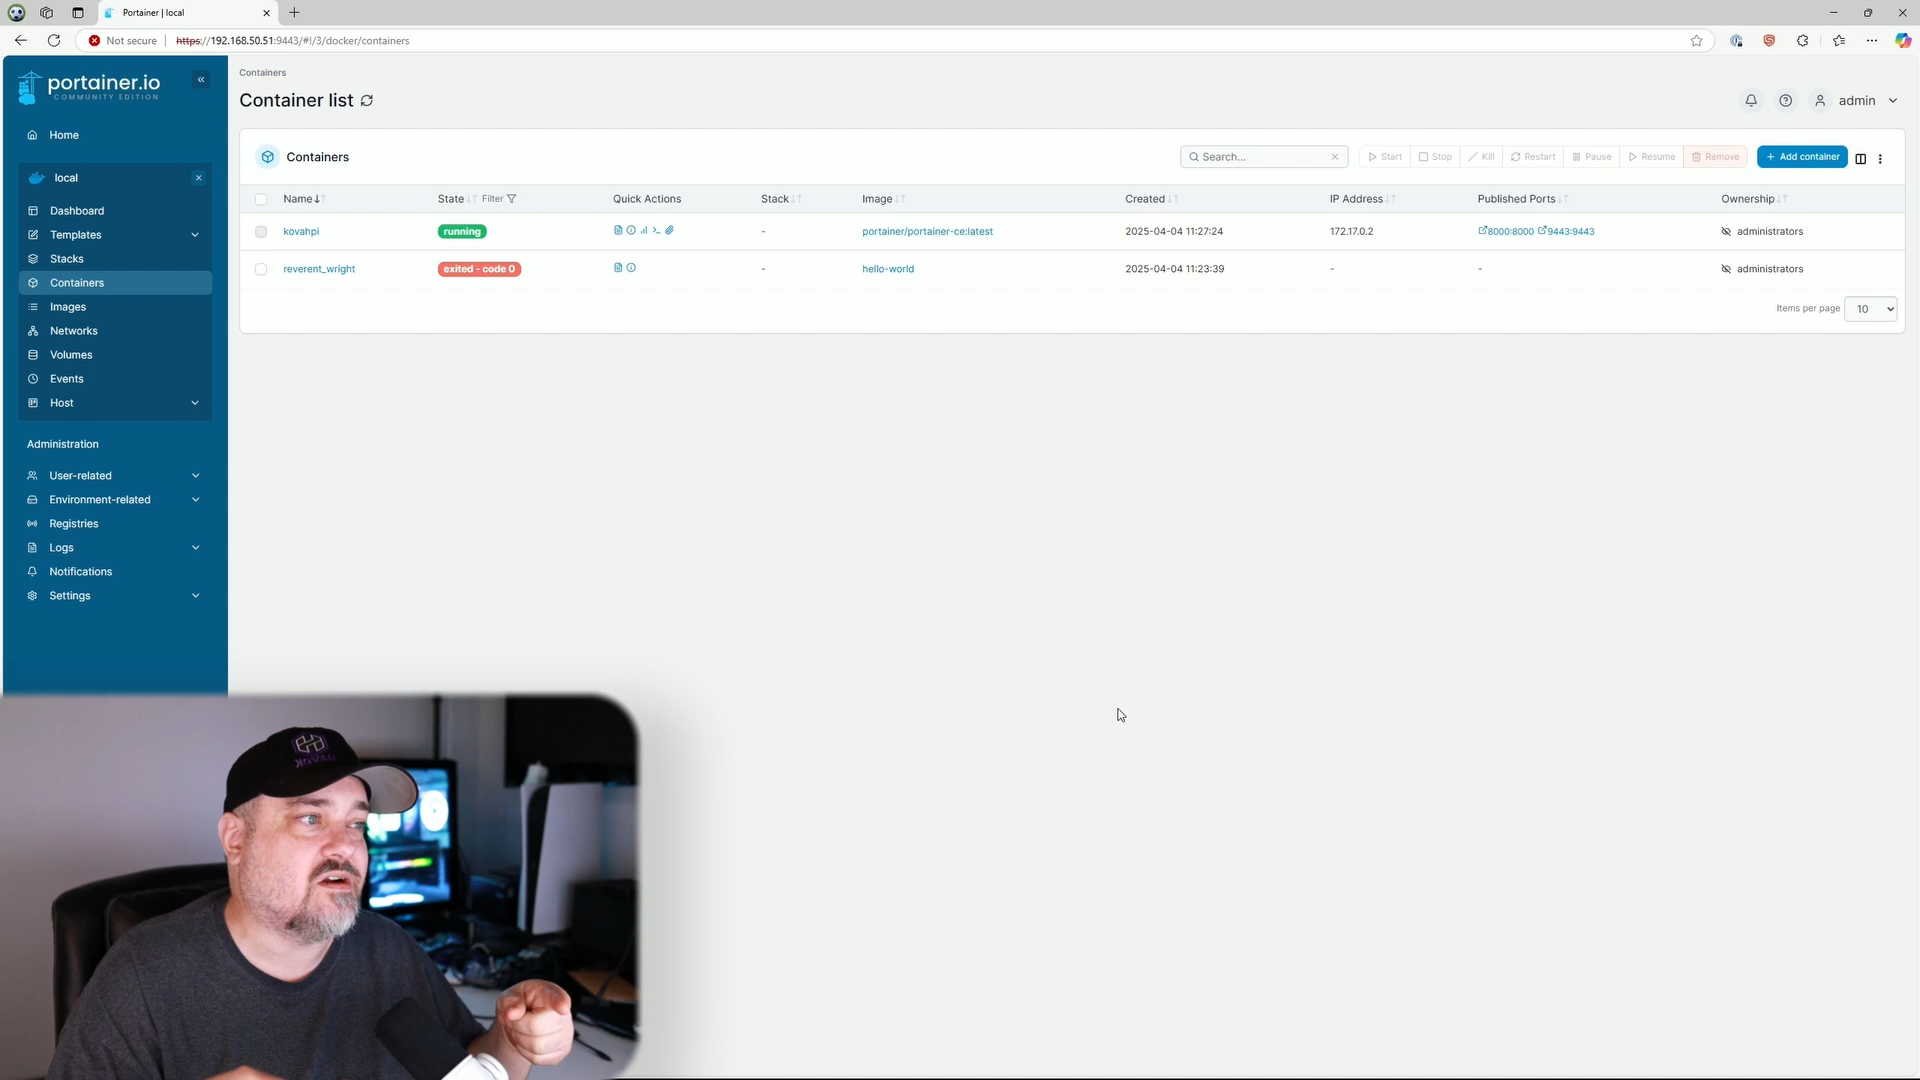 Portainer | local
Not secure
https://192.168.50.51:9443/#!/3/docker/containers
portainer.io
COMMUNITY EDITION
Home
local
Dashboard
Templates
Stacks
Containers
Images
Networks
Volumes
Events
Host
Administration
User-related
Environment-related
Registries
Logs
Notifications
Settings
Containers
Container list
admin
Containers
Search...
Start Stop Kill Restart Pause Resume Remove
+ Add container
Name State Filter Quick Actions Stack Image Created IP Address Published Ports Ownership
kovahpi running - portainer/portainer-ce:latest 2025-04-04 11:27:24 172.17.0.2 8000:8000 9443:9443 administrators
reverent_wright exited - code 0 - hello-world 2025-04-04 11:23:39 - - administrators
Items per page 10